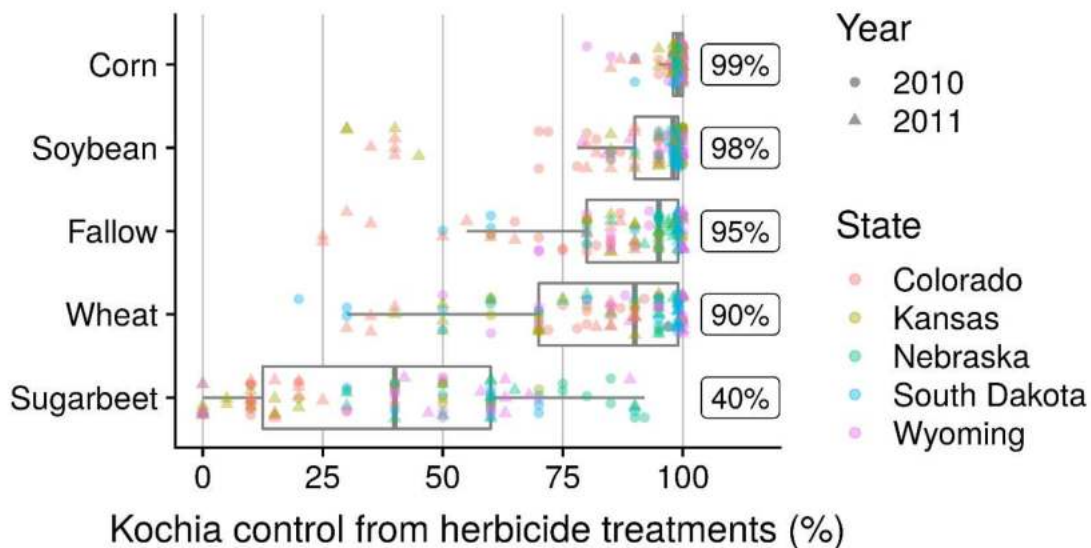 Corn
Soybean
Fallow
Wheat
Sugarbeet
99%
98%
95%
90%
40%
0 25 50 75 100
Kochia control from herbicide treatments (%)
Year
2010
2011
State
Colorado
Kansas
Nebraska
South Dakota
Wyoming